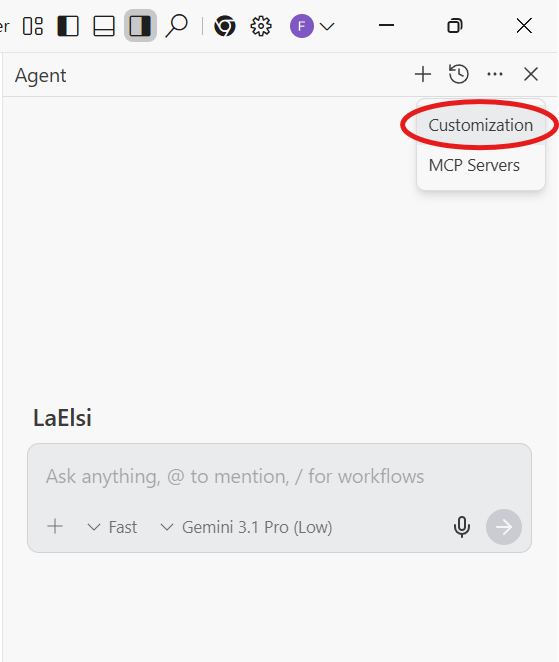 er
F
Agent
Customization
MCP Servers
LaElsi
Ask anything, @ to mention, / for workflows
Fast
Gemini 3.1 Pro (Low)